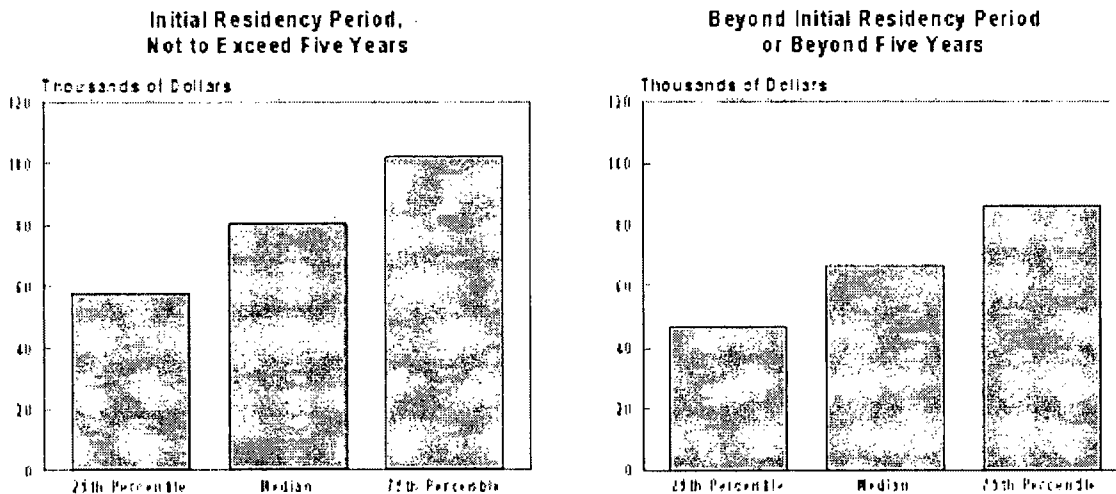 Initial Residency Period,
Not to Exceed Five Years
Thousands of Dollars
120
100
80
60
40
20
0
25th Percentile
Median
75th Percentile
Beyond Initial Residency Period
or Beyond Five Years
Thousands of Dollars
120
100
80
60
40
20
0
25th Percentile
Median
75th Percentile